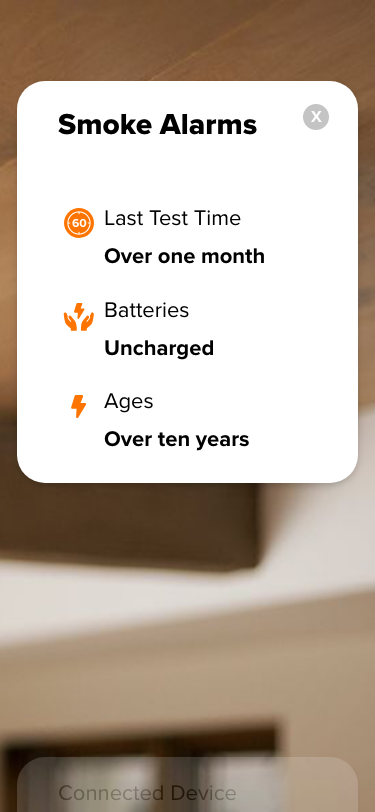 Smoke Alarms
X
60
Last Test Time
Over one month
Batteries
Uncharged
Ages
Over ten years
Connected Device